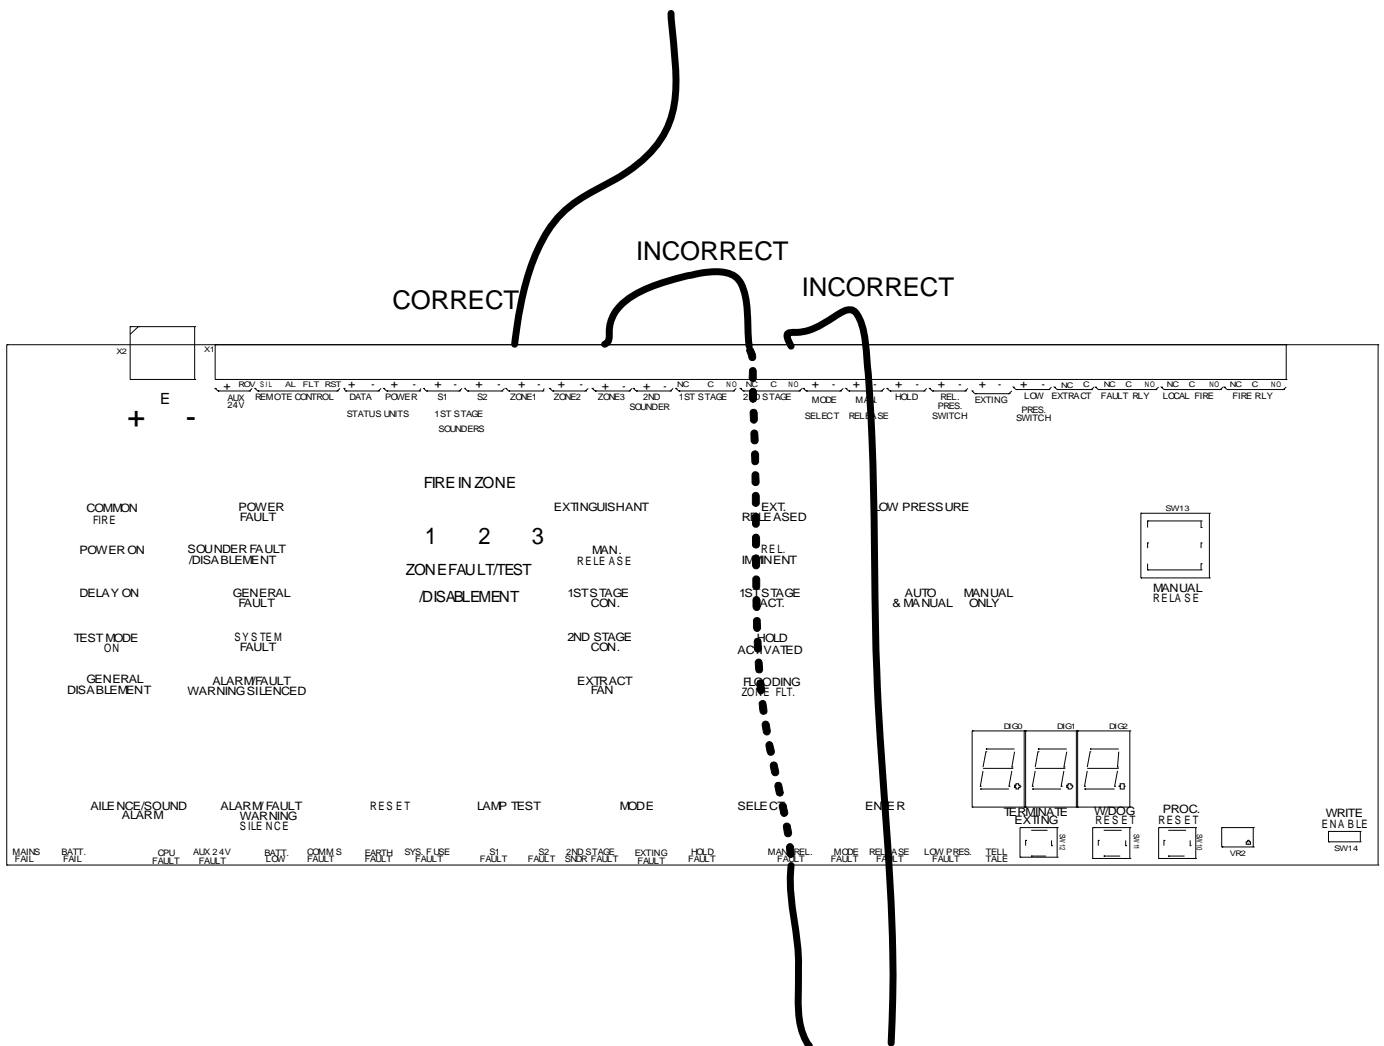 INCORRECT
INCORRECT
CORRECT
X2
X1
E
+ -
+ ROV SIL AL FLT RST + - + - + - + - + - + - + - + - NC C NO NC C NO + - + - + - + - + - + - NC C NC C NO NC C NO NC C NO
AUX REMOTE CONTROL DATA POWER S1 S2 ZONE1 ZONE2 ZONE3 2ND 1ST STAGE 2ND STAGE MODE MAN. HOLD REL. EXTING LOW EXTRACT FAULT RLY LOCAL FIRE FIRE RLY
24V STATUS UNITS 1ST STAGE SOUNDER SELECT RELEASE PRES. PRES.
SOUNDERS SWITCH SWITCH
FIRE IN ZONE
1 2 3
ZONE FAULT/TEST
/DISABLEMENT
COMMON
FIRE
POWER ON
DELAY ON
TEST MODE
ON
GENERAL
DISABLEMENT
POWER
FAULT
SOUNDER FAULT
/DISABLEMENT
GENERAL
FAULT
SYSTEM
FAULT
ALARM/FAULT
WARNING SILENCED
EXTINGUISHANT
MAN.
RELEASE
1ST STAGE
CON.
2ND STAGE
CON.
EXTRACT
FAN
EXT.
RELEASED
REL.
IMMINENT
1ST STAGE
ACT.
HOLD
ACTIVATED
FLOODING
ZONE FLT.
LOW PRESSURE
AUTO
& MANUAL
MANUAL
ONLY
SW13
MANUAL
RELASE
DIG0 DIG1 DIG2
AILENCE/SOUND
ALARM
ALARM/FAULT
WARNING
SILENCE
RESET
LAMP TEST
MODE
SELECT
ENTER
TERMINATE
EXTING
SW12
W/DOG
RESET
SW11
PROC.
RESET
SW10
VR2
WRITE
ENABLE
SW14
MAINS
FAIL
BATT.
FAIL
CPU
FAULT
AUX 24V
FAULT
BATT.
LOW
COMMS
FAULT
EARTH
FAULT
SYS. FUSE
FAULT
S1
FAULT
S2
FAULT
2ND STAGE
SNDR FAULT
EXTING
FAULT
HOLD
FAULT
MAN. REL.
FAULT
MODE
FAULT
RELEASE
FAULT
LOW PRES.
FAULT
TELL
TALE